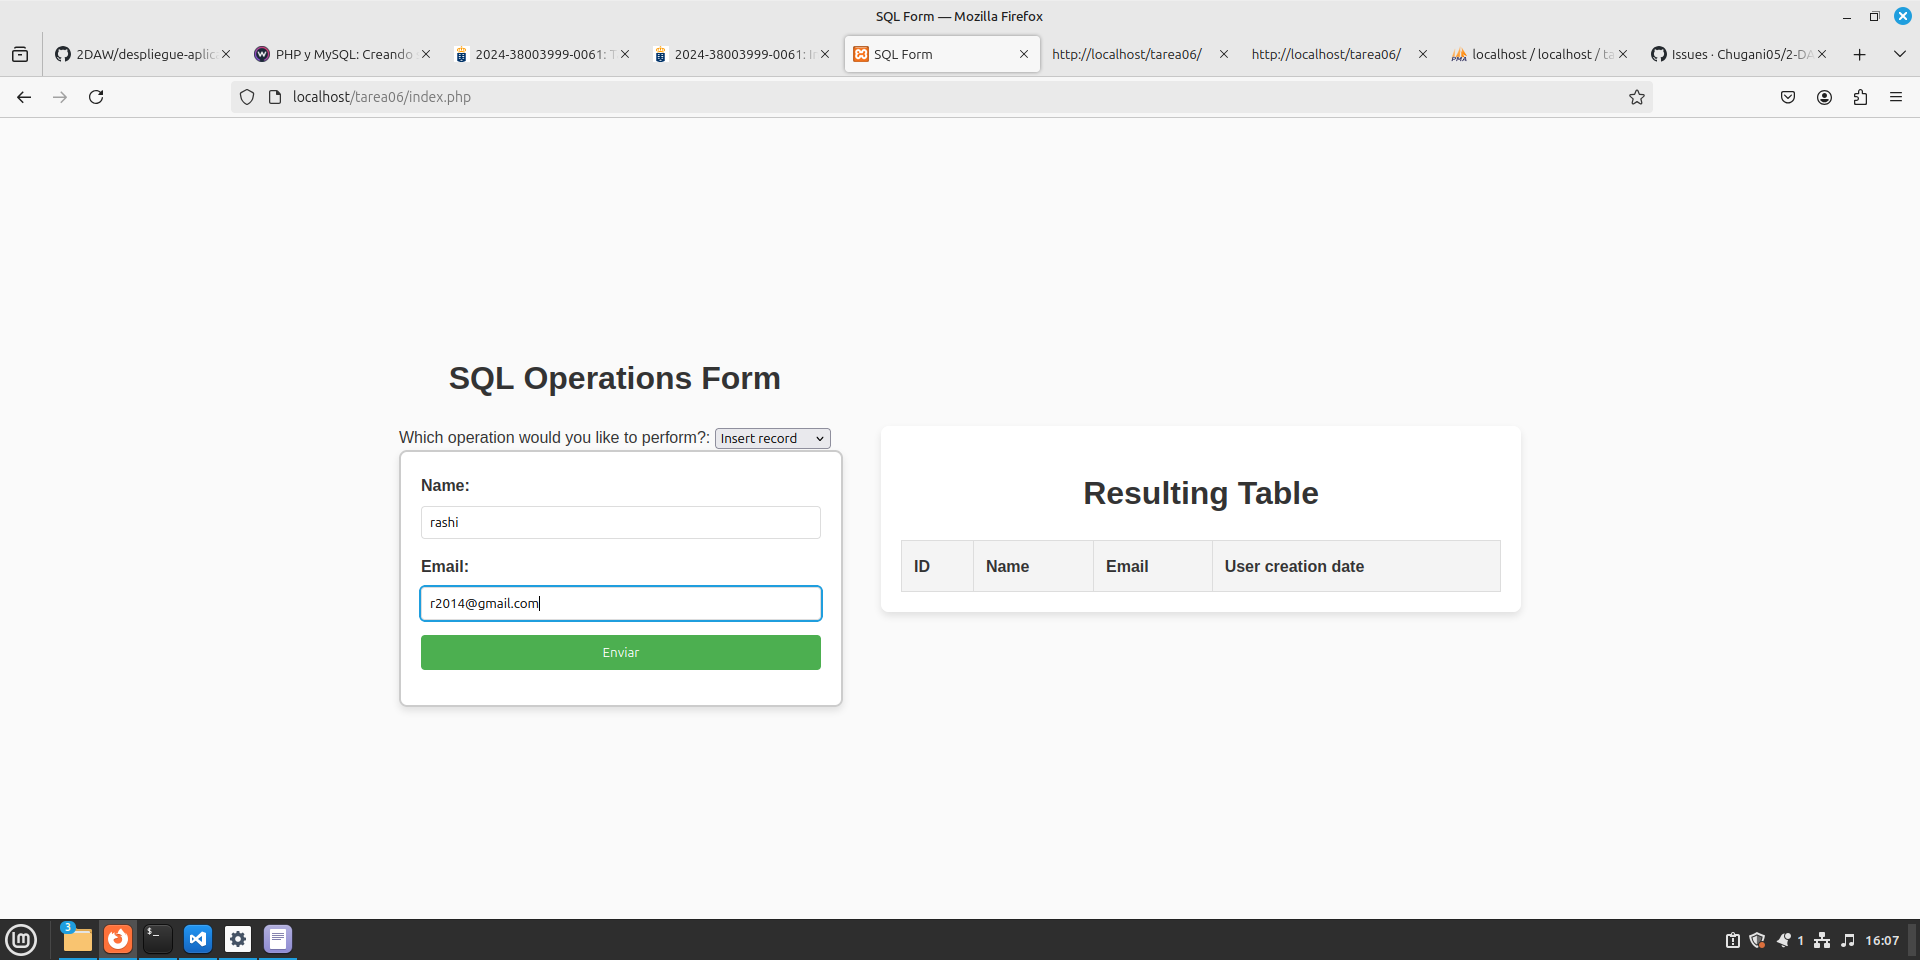 SQL Form — Mozilla Firefox
2DAW/despliegue-aplic
PHP y MySQL: Creando
2024-38003999-0061: T
2024-38003999-0061: I
SQL Form
http://localhost/tarea06/
http://localhost/tarea06/
PMA
localhost / localhost / ta
Issues · Chugani05/2-DA
localhost/tarea06/index.php
SQL Operations Form
Which operation would you like to perform?: Insert record
Name:
rashi
Email:
r2014@gmail.com
Enviar
Resulting Table
ID Name Email User creation date
3
$_
1
16:07